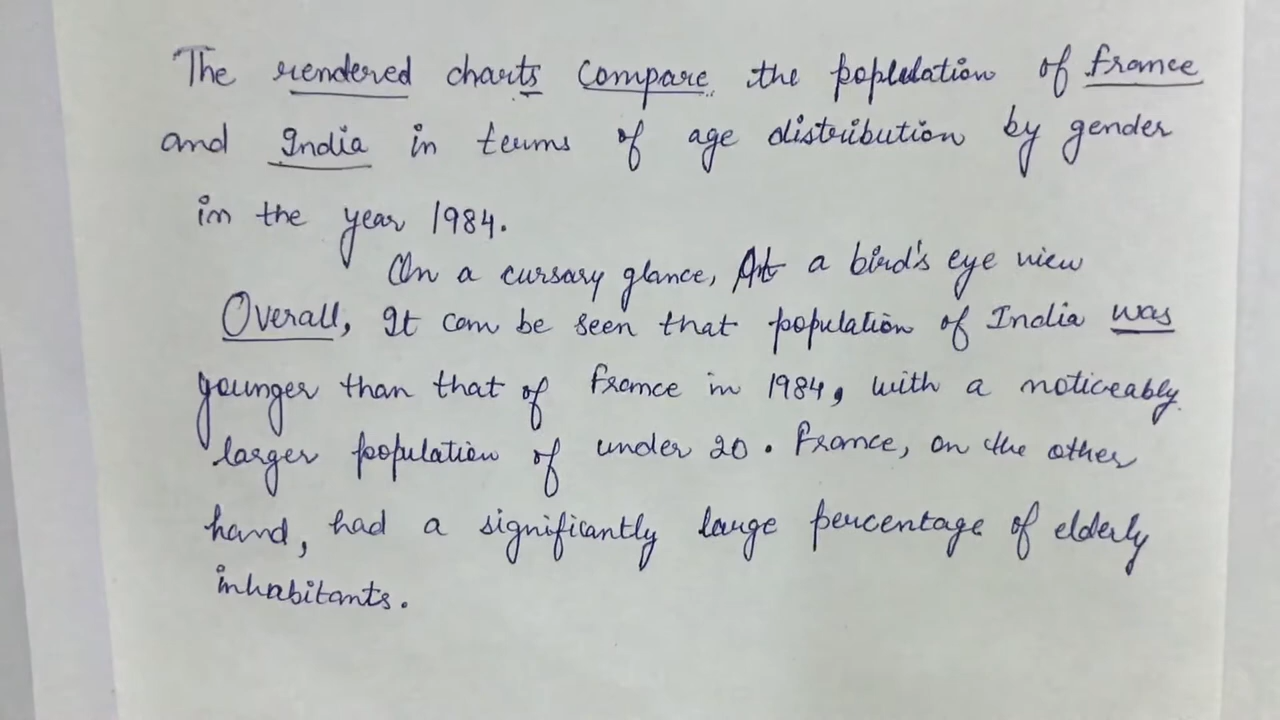 The rendered charts compare the poplulation of france
and India in terms of age distribution by gender
in the year 1984.
On a cursary glance, At a bird's eye view
Overall, It can be seen that population of India was
younger than that of france in 1984, with a noticeably
larger population of under 20. France, on the other
hand, had a significantly large percentage of elderly
inhabitants.